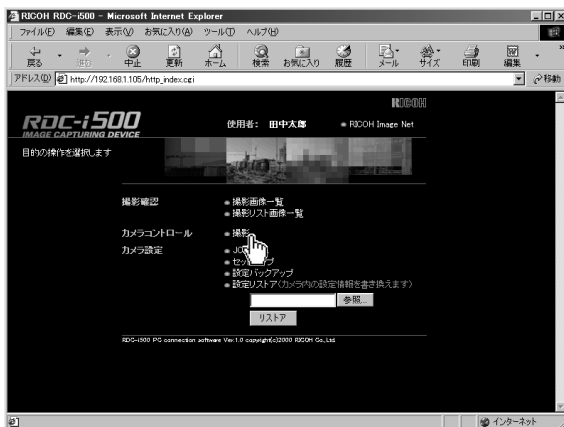 RICOH RDC-i500 - Microsoft Internet Explorer
ファイル(F) 編集(E) 表示(V) お気に入り(A) ツール(T) ヘルプ(H)
戻る 中止 更新 ホーム 検索 お気に入り 履歴 メール サイズ 印刷 編集
アドレス(D) http://192.168.1.105/http_index.cgi 移動
RICOH
RDC-i500
IMAGE CAPTURING DEVICE
使用者： 田中太郎 RICOH Image Net
目的の操作を選択します
撮影確認 撮影画像一覧
撮影リスト画像一覧
カメラコントロール 撮影
カメラ設定
設定バックアップ
設定リストア(カメラ内の設定情報を書き換えます)
参照...
リストア
RDC-i500 PC connection software Ver.1.0 copyright(c)2000 RICOH Co.,Ltd.
インターネット